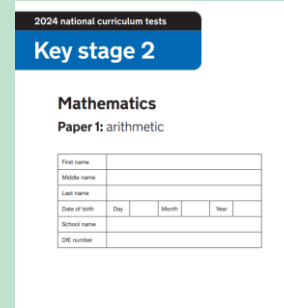 2024 national curriculum tests
Key stage 2
Mathematics
Paper 1: arithmetic
First name
Middle name
Last name
Date of birth Day Month Year
School name
DfE number